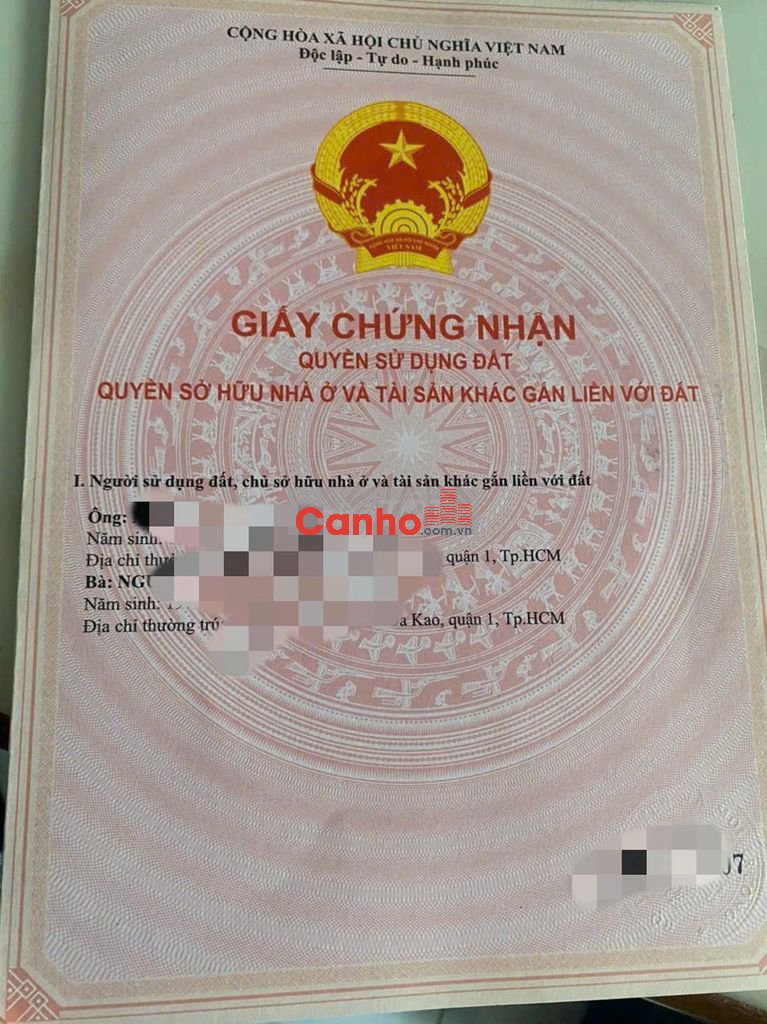 CỘNG HÒA XÃ HỘI CHỦ NGHĨA VIỆT NAM
Độc lập - Tự do - Hạnh phúc
VIỆT NAM
GIẤY CHỨNG NHẬN
QUYỀN SỬ DỤNG ĐẤT
QUYỀN SỞ HỮU NHÀ Ở VÀ TÀI SẢN KHÁC GẮN LIỀN VỚI ĐẤT
I. Người sử dụng đất, chủ sở hữu nhà ở và tài sản khác gắn liền với đất
Ông:
Canho.com.vn
Năm sinh:
Địa chỉ quận 1, Tp.HCM
Bà:
Năm sinh:
Địa chỉ thường trú: Kao, quận 1, Tp.HCM